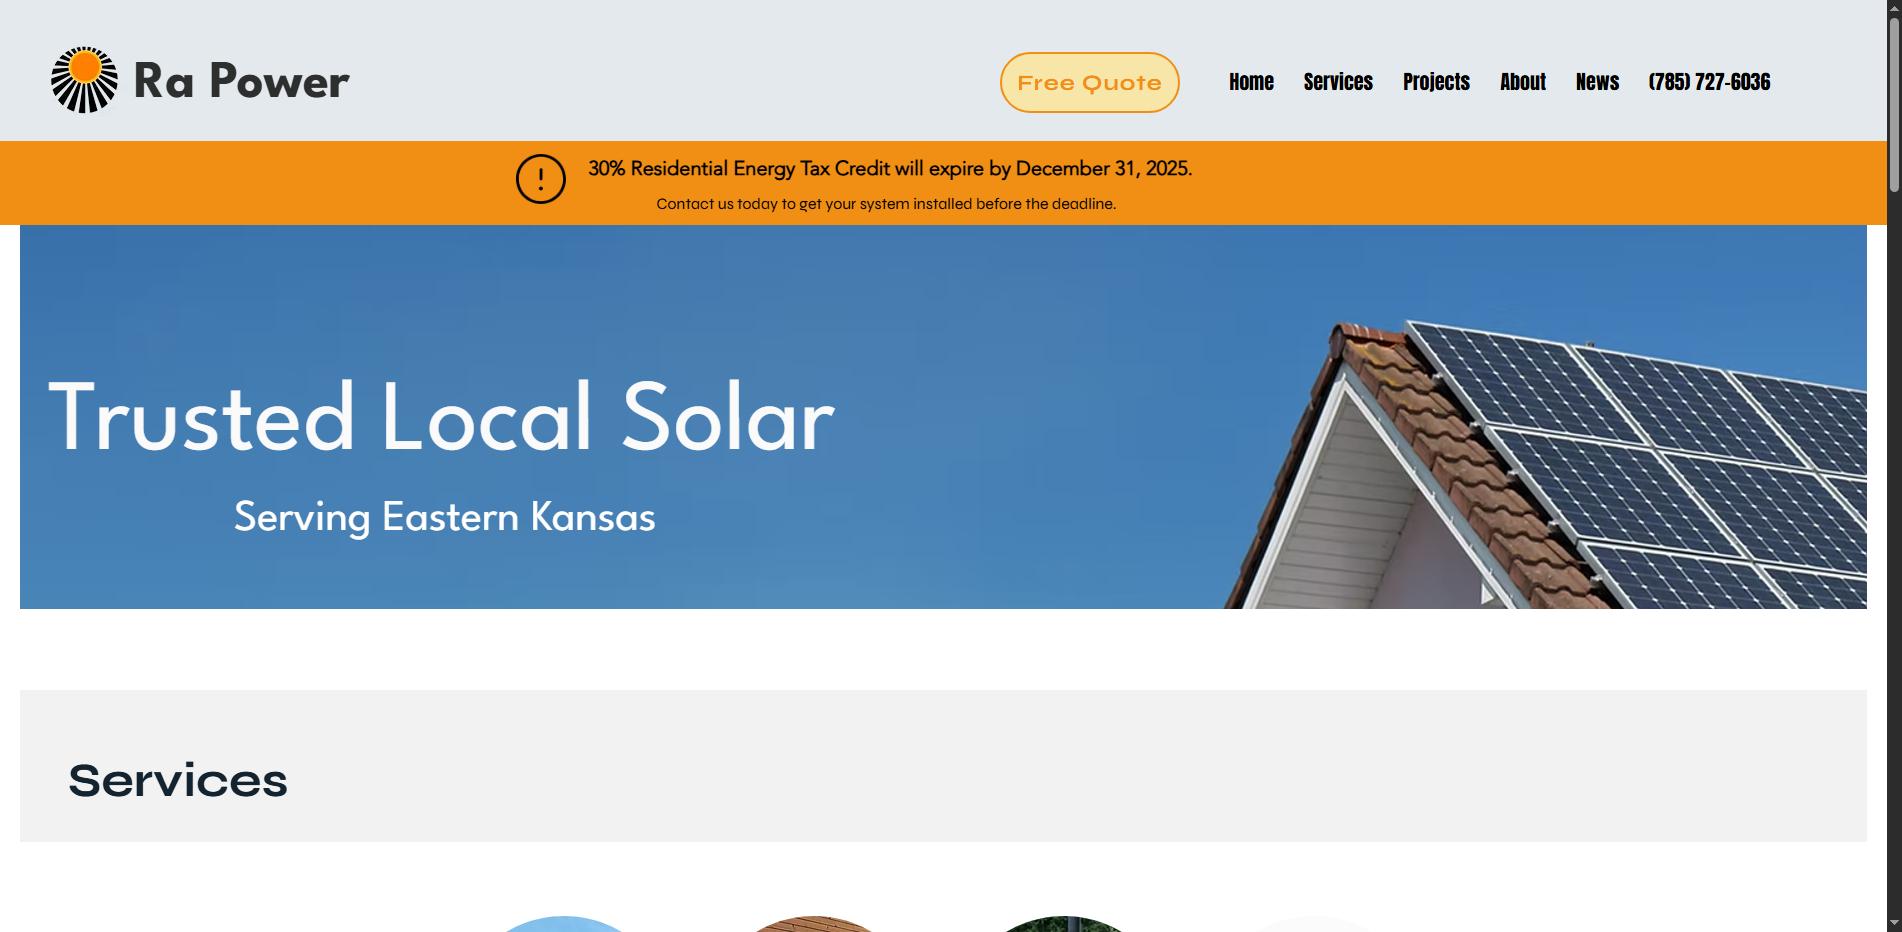 Ra Power
Free Quote
Home Services Projects About News (785) 727-6036
30% Residential Energy Tax Credit will expire by December 31, 2025.
Contact us today to get your system installed before the deadline.
Trusted Local Solar
Serving Eastern Kansas
Services